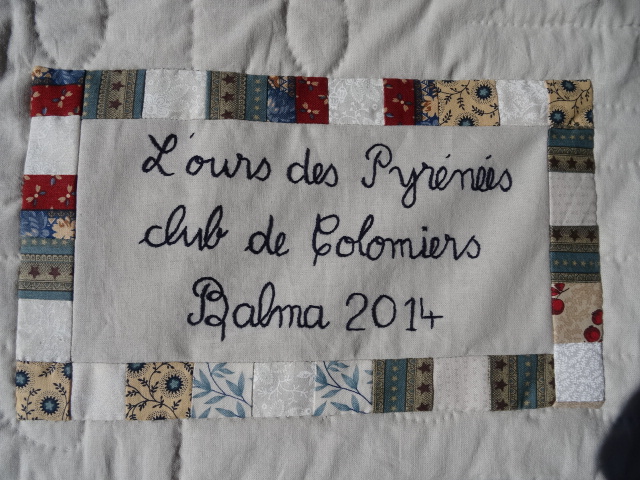 L'ours des Pyrénées
club de Colomiers
Balma 2014